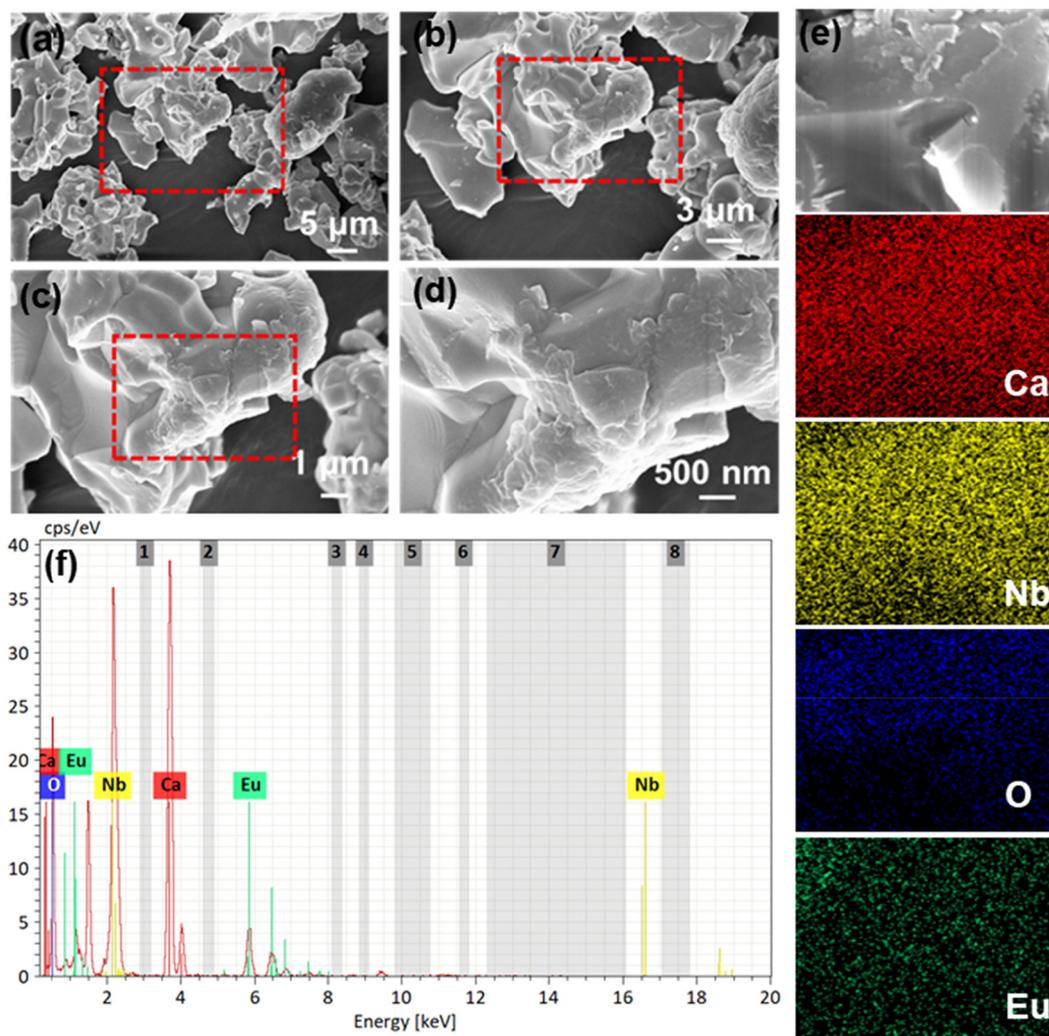 (a)
5 μm
(b)
3 μm
(c)
1 μm
(d)
500 nm
(e)
Ca
Nb
O
Eu
(f)
cps/eV
40
35
30
25
20
15
10
5
0
1
2
3
4
5
6
7
8
Ca
Eu
O
Nb
Ca
Eu
Nb
2 4 6 8 10 12 14 16 18 20
Energy [keV]